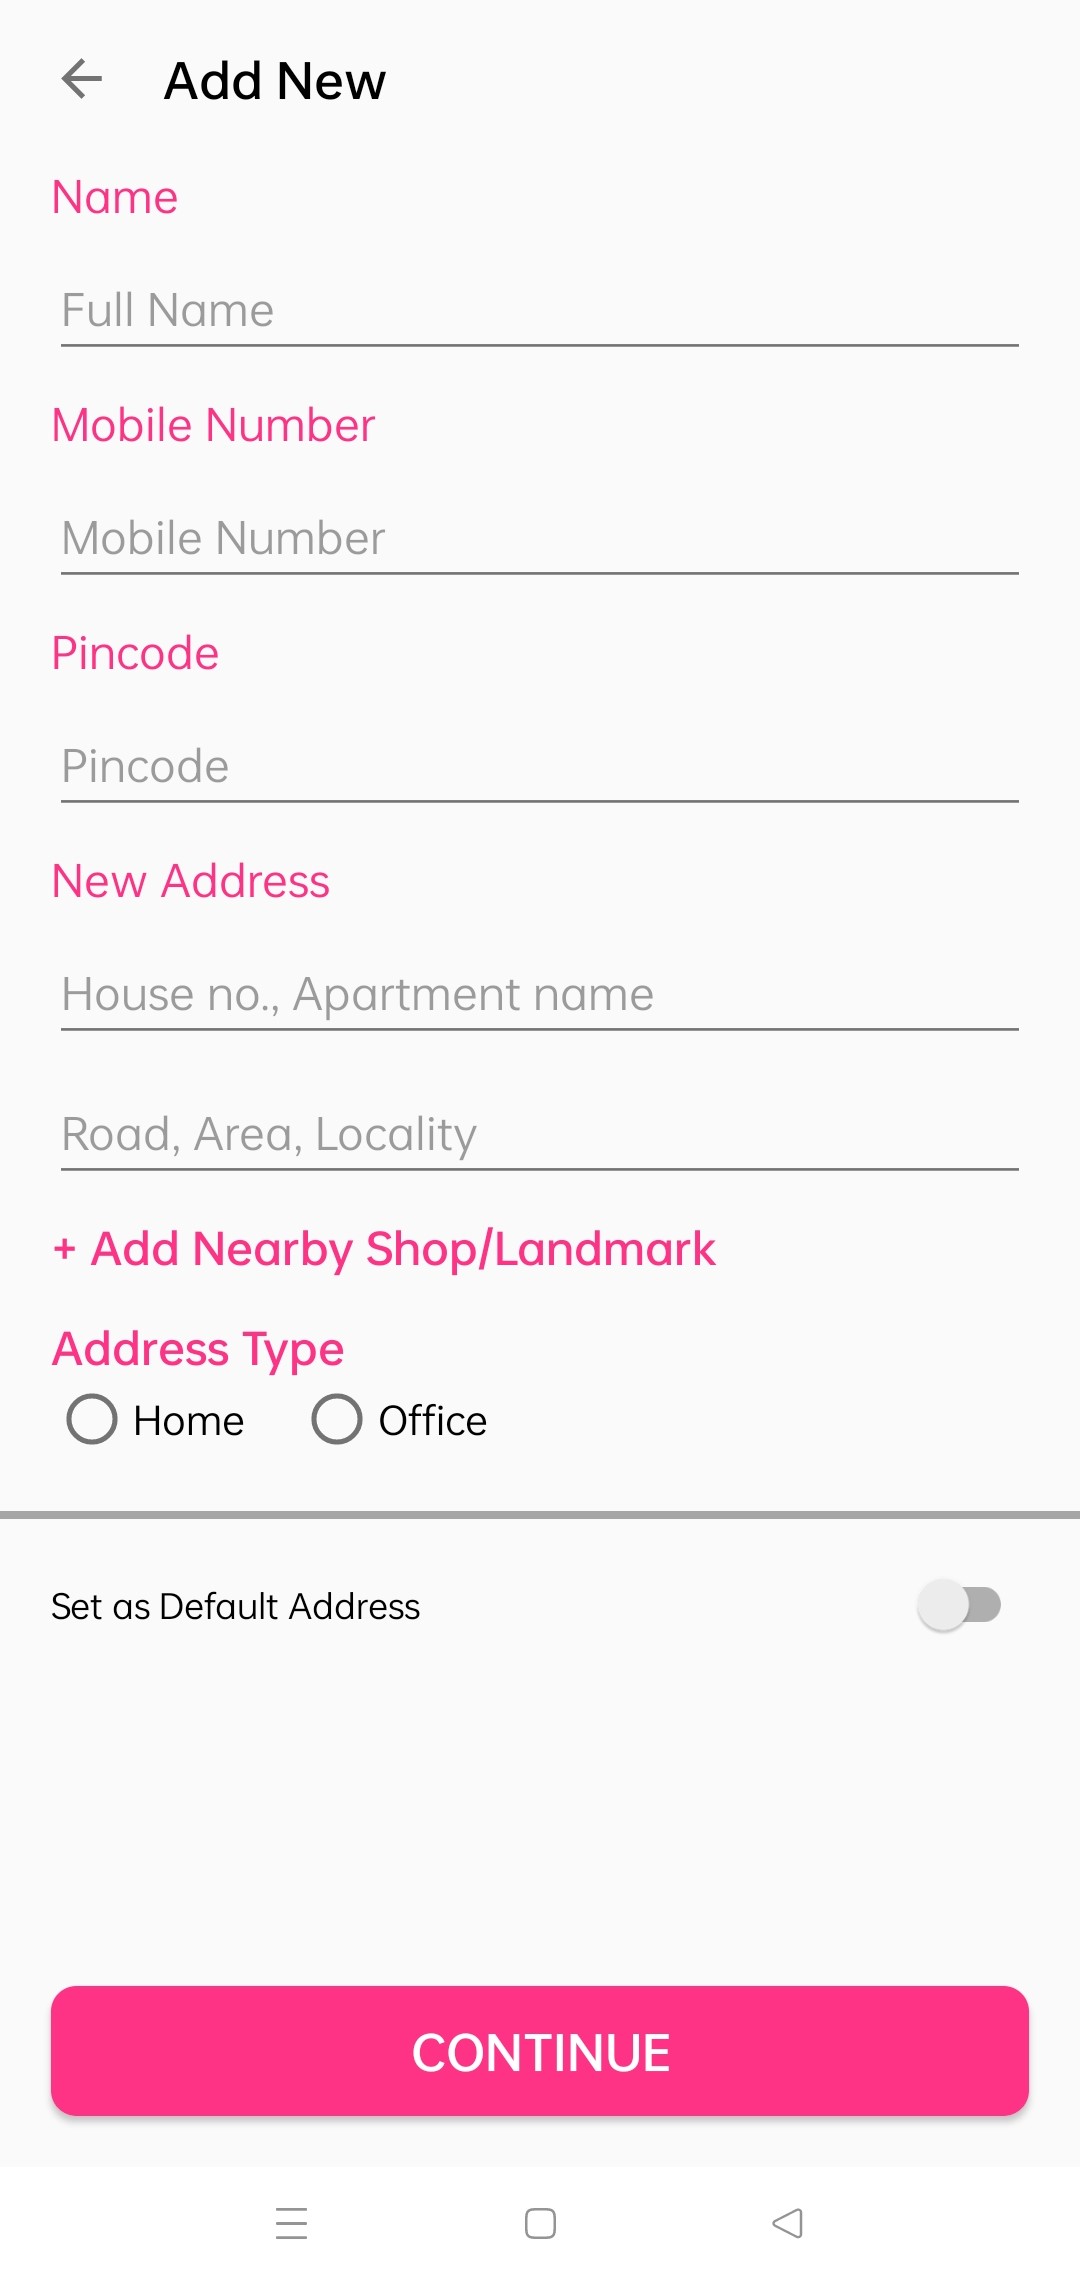 Add New
Name
Full Name
Mobile Number
Mobile Number
Pincode
Pincode
New Address
House no., Apartment name
Road, Area, Locality
+ Add Nearby Shop/Landmark
Address Type
Home Office
Set as Default Address
CONTINUE